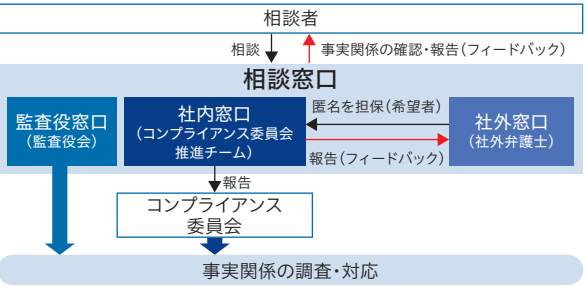 相談者
相談
事実関係の確認・報告(フィードバック)
相談窓口
監査役窓口
(監査役会)
社内窓口
(コンプライアンス委員会
推進チーム)
匿名を担保(希望者)
報告(フィードバック)
社外窓口
(社外弁護士)
報告
コンプライアンス
委員会
事実関係の調査・対応